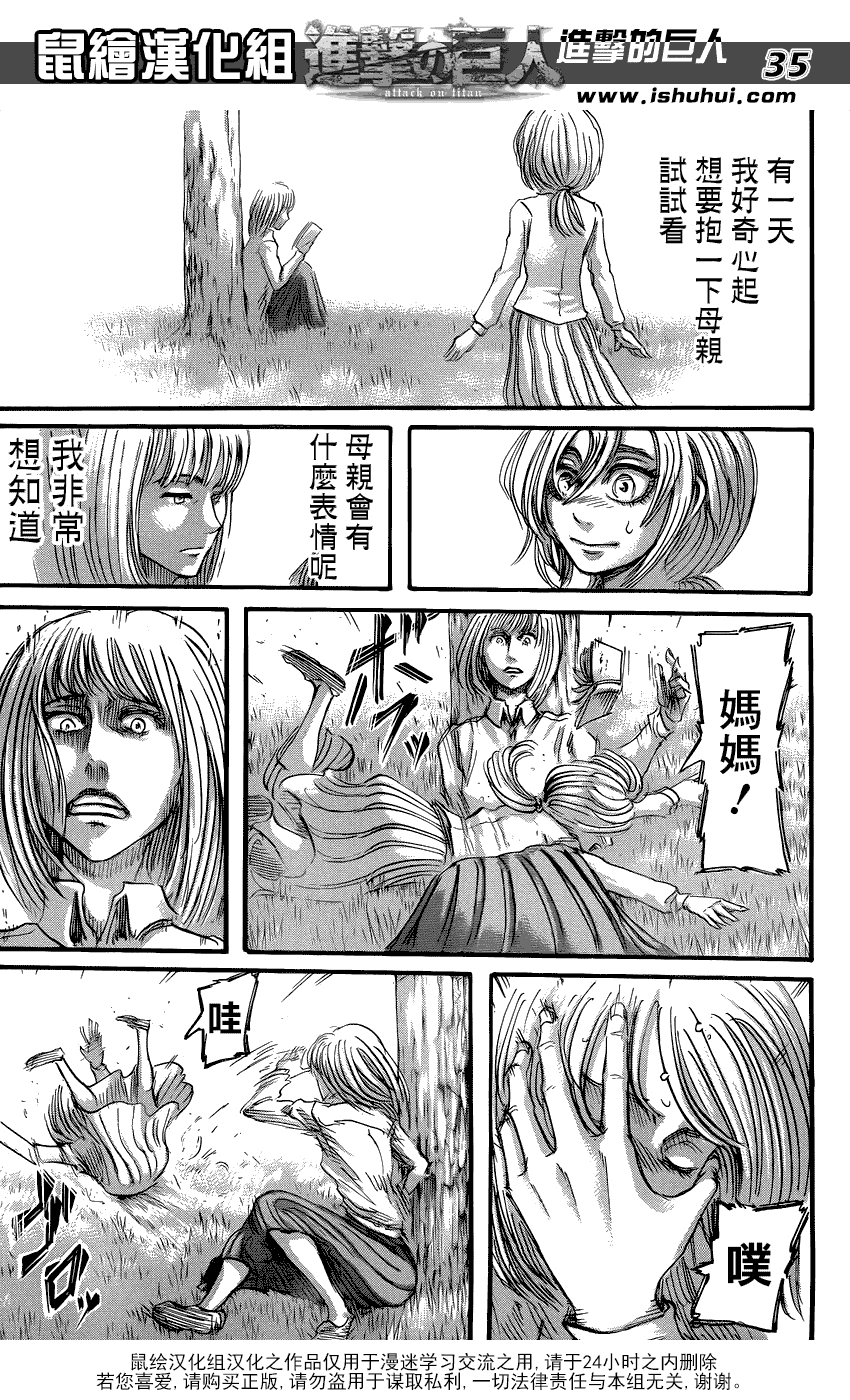 鼠繪漢化組
進撃の巨人
attack on titan
進擊的巨人
www.ishuhui.com
35
有一天
我好奇心起
想要抱一下母親
試試看
母親會有
什麼表情呢
我非常
想知道
媽媽！
ボッ
噗
哇
鼠绘汉化组汉化之作品仅用于漫迷学习交流之用,请于24小时之内删除
若您喜爱,请购买正版,请勿盗用于谋取私利,一切法律责任与本组无关,谢谢。